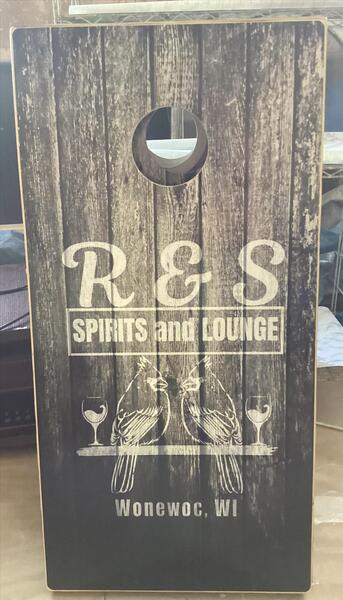 R & S
SPIRITS and LOUNGE
Wonewoc, WI